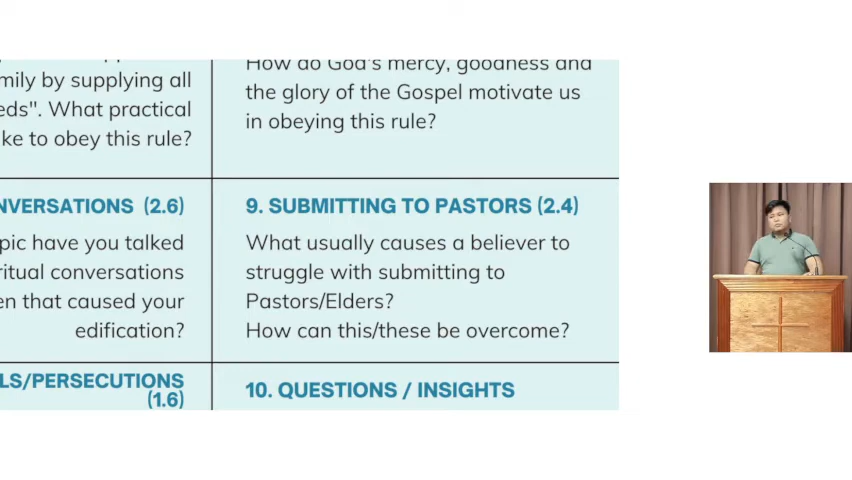 mily by supplying all
eds". What practical
ke to obey this rule?
How do God's mercy, goodness and
the glory of the Gospel motivate us
in obeying this rule?
NVERSATIONS (2.6)
pic have you talked
ritual conversations
en that caused your
edification?
9. SUBMITTING TO PASTORS (2.4)
What usually causes a believer to
struggle with submitting to
Pastors/Elders?
How can this/these be overcome?
LS/PERSECUTIONS
(1.6)
10. QUESTIONS / INSIGHTS